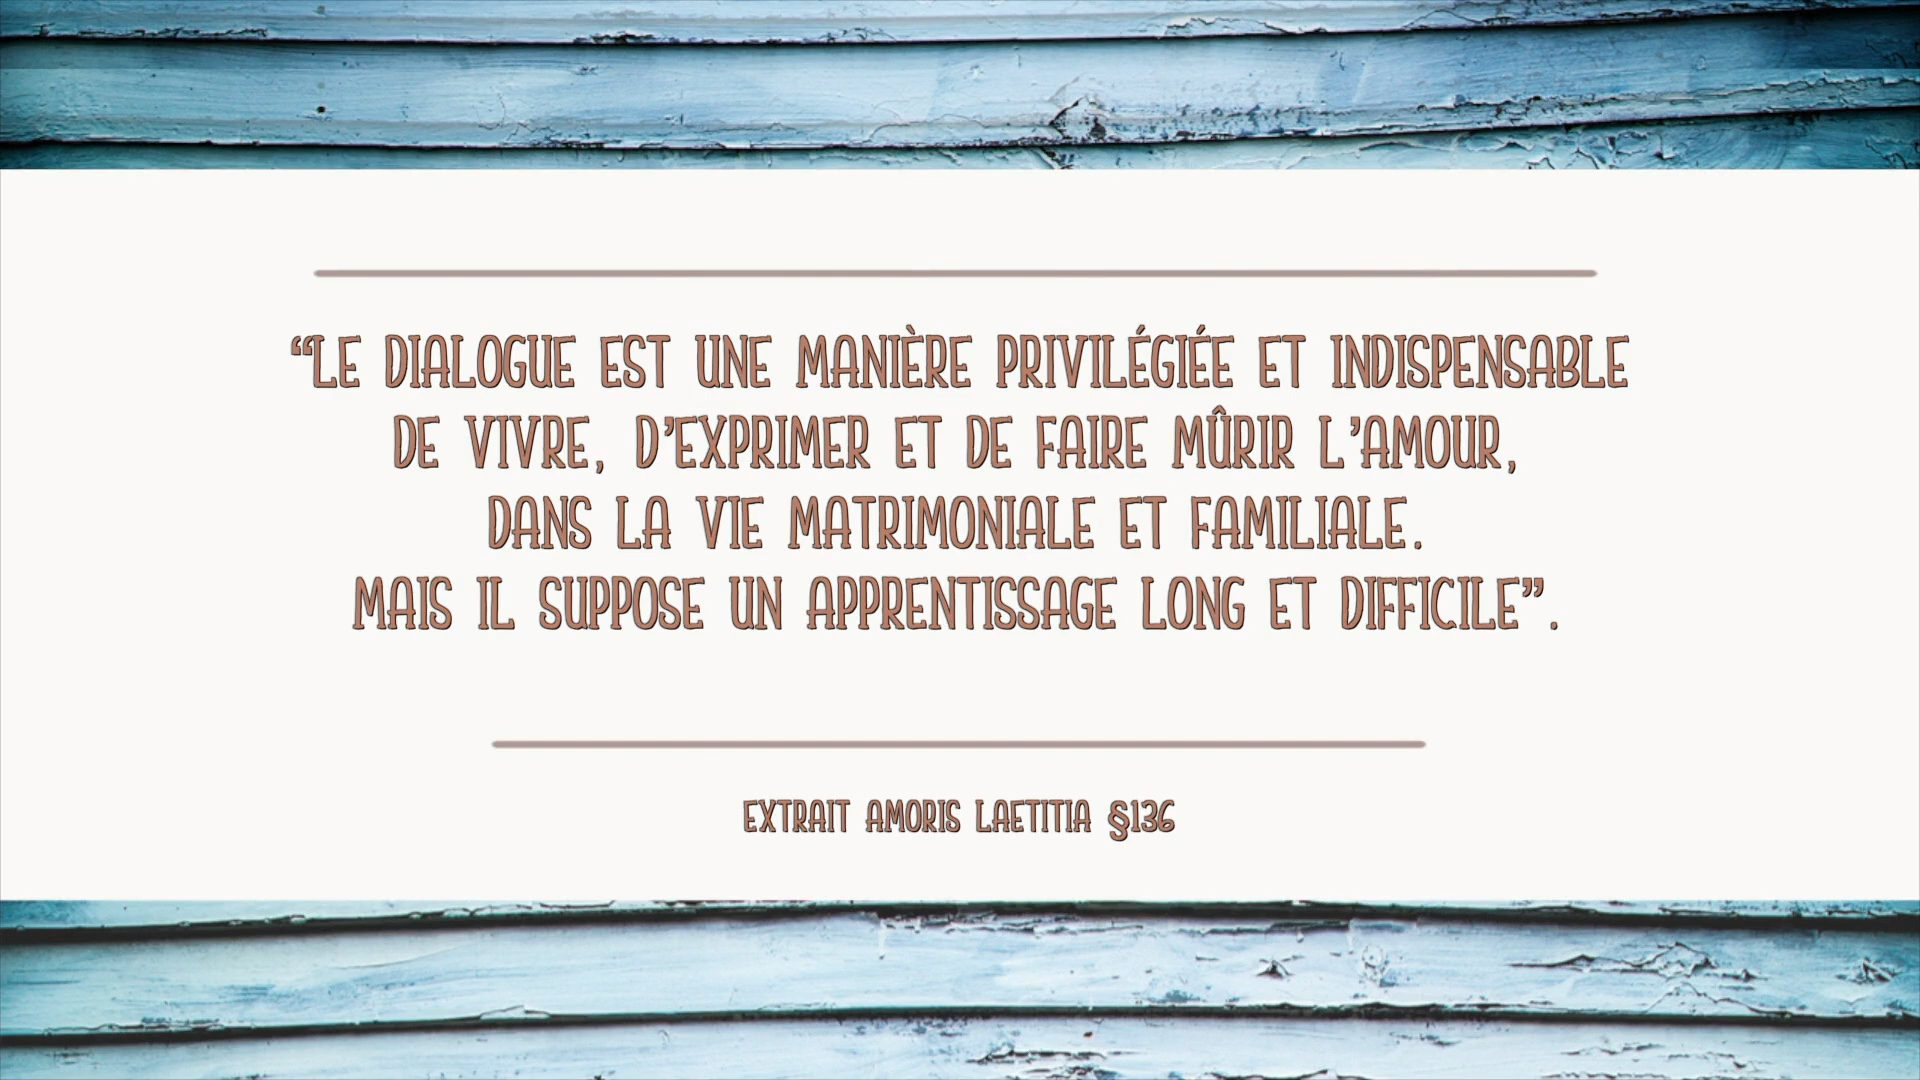 “LE DIALOGUE EST UNE MANIÈRE PRIVILÉGIÉE ET INDISPENSABLE
DE VIVRE, D’EXPRIMER ET DE FAIRE MÛRIR L’AMOUR,
DANS LA VIE MATRIMONIALE ET FAMILIALE.
MAIS IL SUPPOSE UN APPRENTISSAGE LONG ET DIFFICILE”.
EXTRAIT AMORIS LAETITIA §136